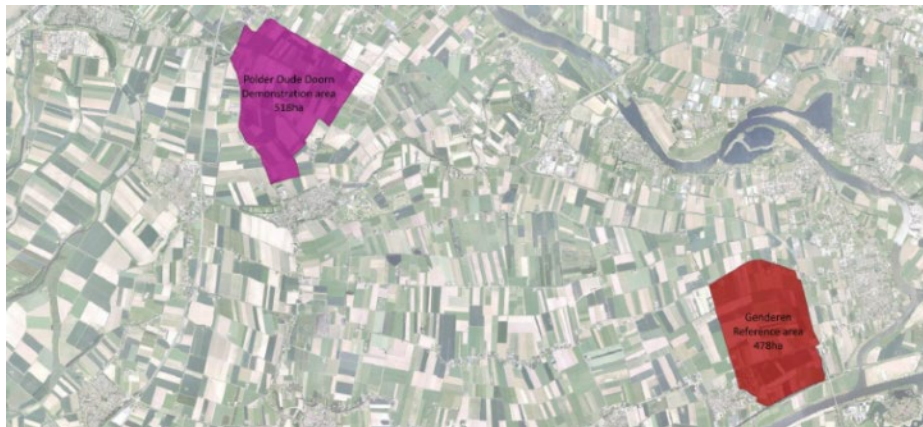 Polder Oude Doorn
Demonstration area
518ha
Genderen
Reference area
478ha